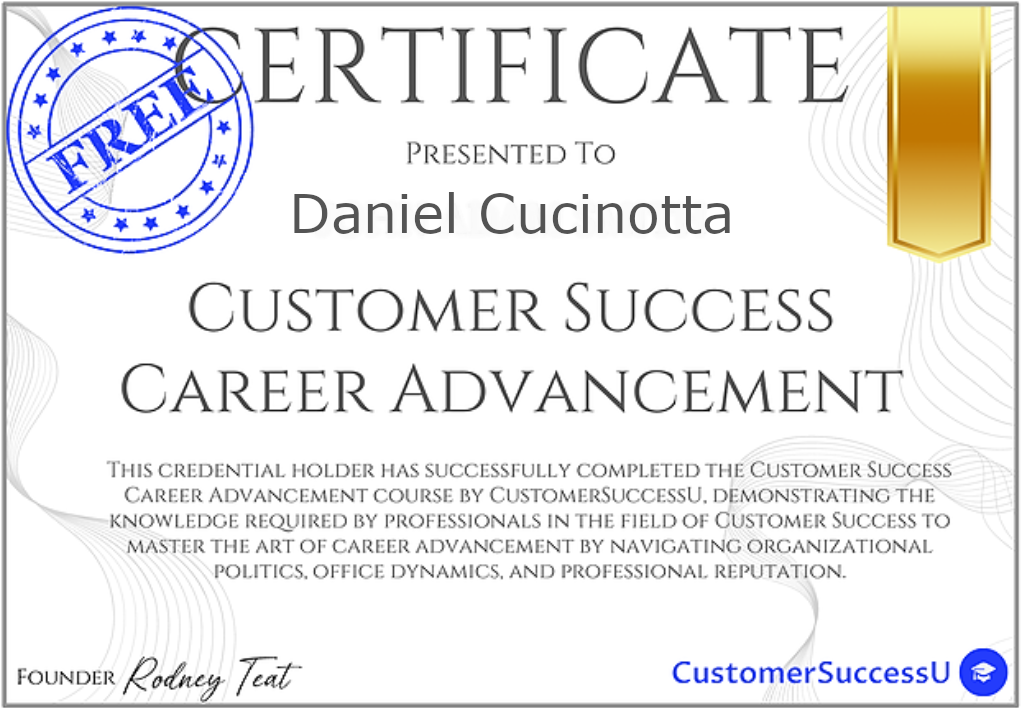 CERTIFICATE
FREE
PRESENTED TO
Daniel Cucinotta
CUSTOMER SUCCESS
CAREER ADVANCEMENT
THIS CREDENTIAL HOLDER HAS SUCCESSFULLY COMPLETED THE CUSTOMER SUCCESS
CAREER ADVANCEMENT COURSE BY CUSTOMERSUCCESSU, DEMONSTRATING THE
KNOWLEDGE REQUIRED BY PROFESSIONALS IN THE FIELD OF CUSTOMER SUCCESS TO
MASTER THE ART OF CAREER ADVANCEMENT BY NAVIGATING ORGANIZATIONAL
POLITICS, OFFICE DYNAMICS, AND PROFESSIONAL REPUTATION.
FOUNDER Rodney Teat
CustomerSuccessU